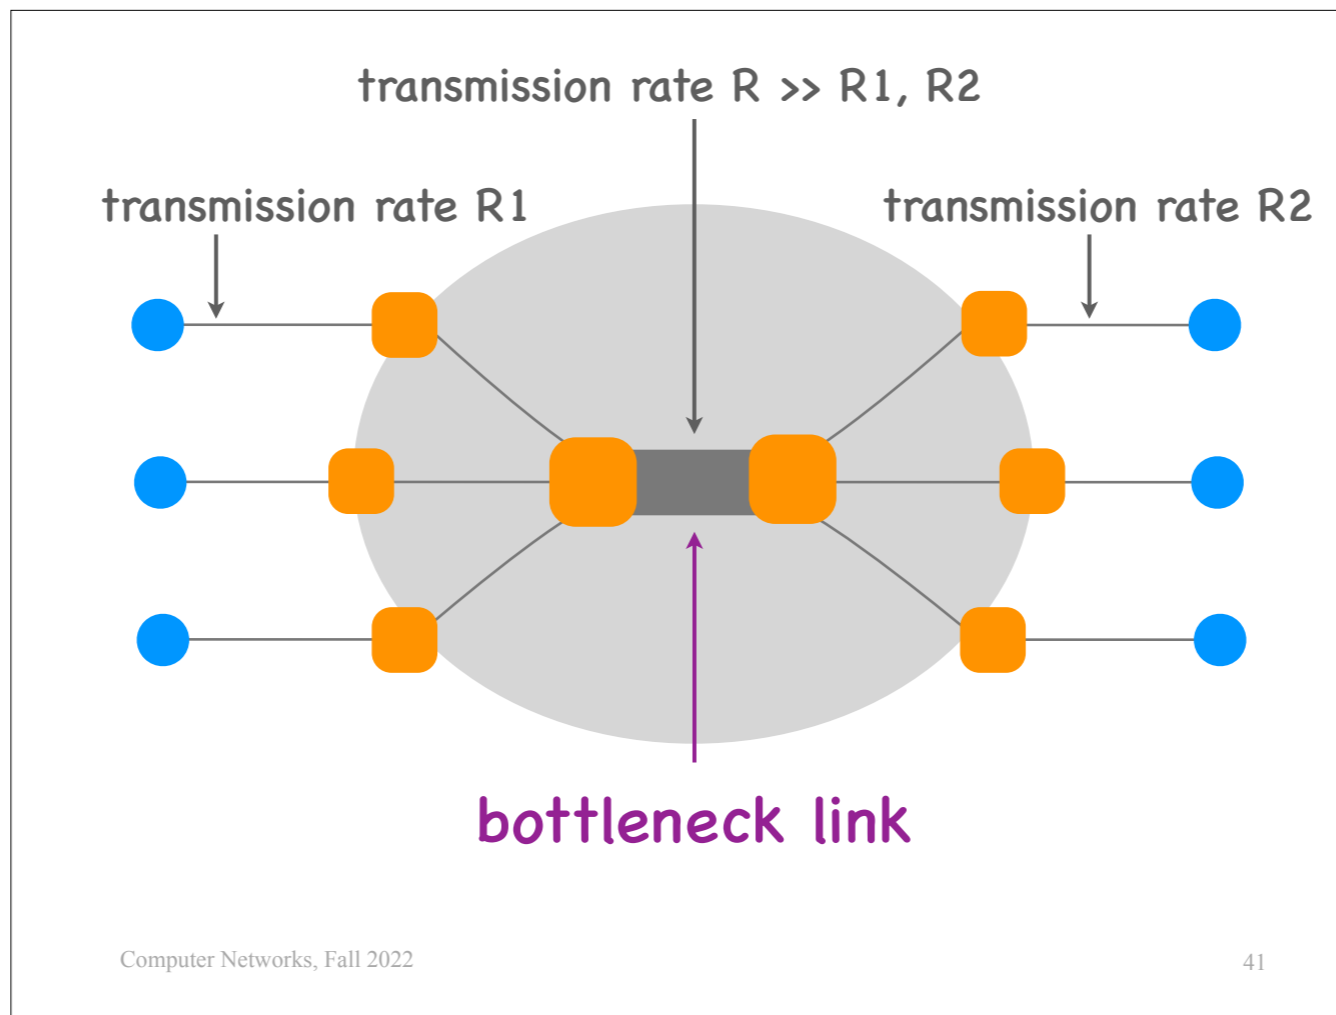 transmission rate R >> R1, R2
transmission rate R1
transmission rate R2
bottleneck link
Computer Networks, Fall 2022
41